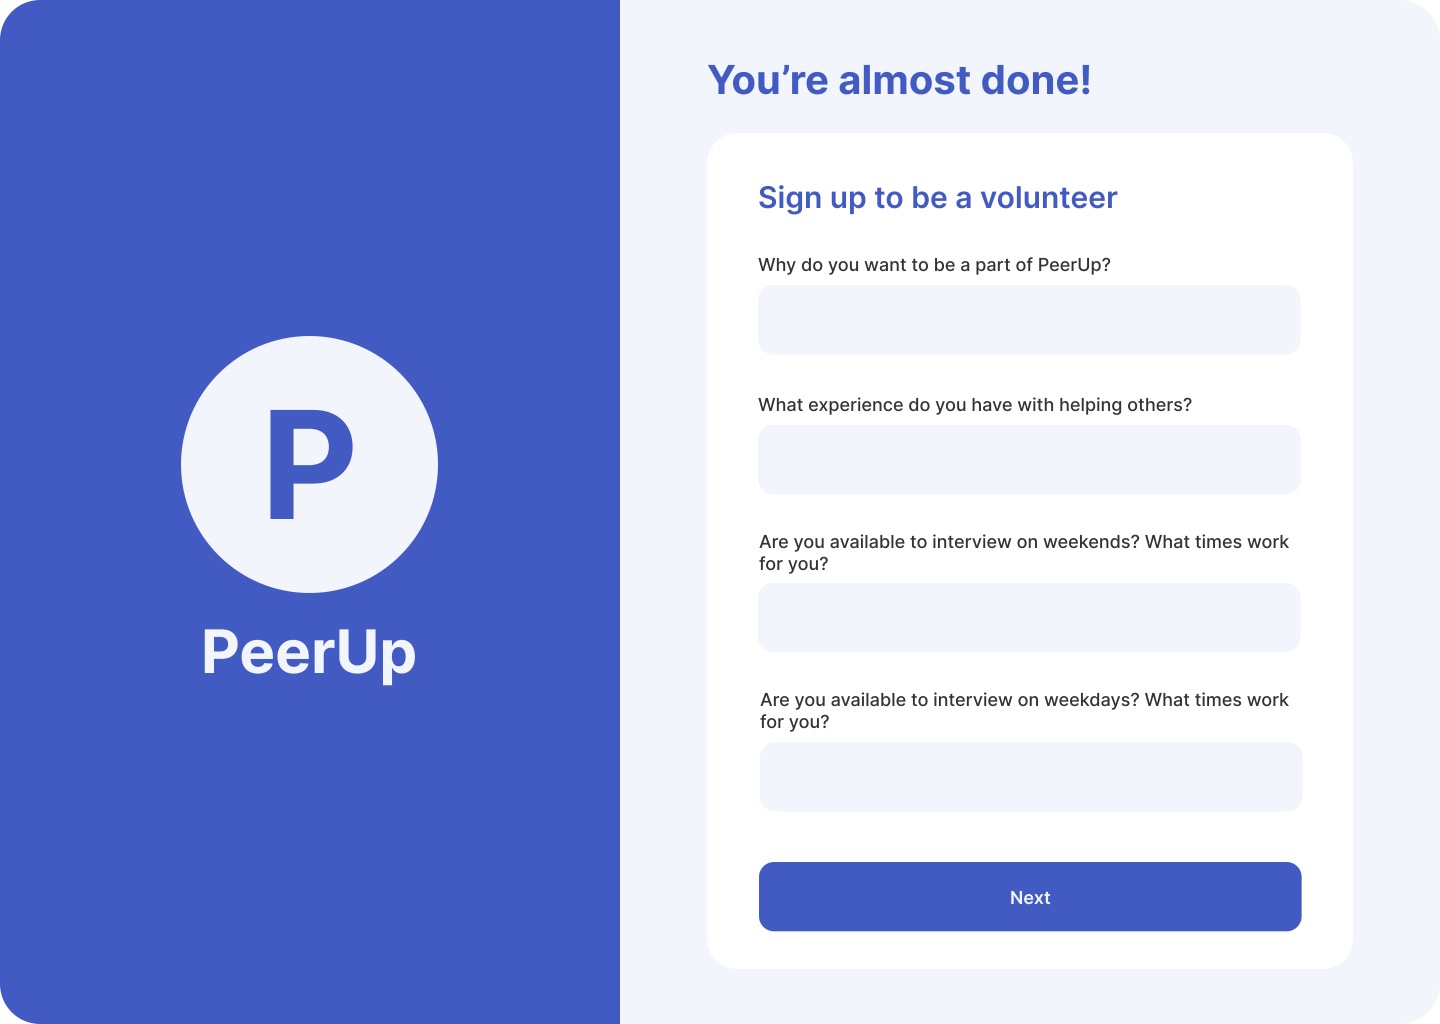 P
PeerUp
You’re almost done!
Sign up to be a volunteer
Why do you want to be a part of PeerUp?
What experience do you have with helping others?
Are you available to interview on weekends? What times work
for you?
Are you available to interview on weekdays? What times work
for you?
Next